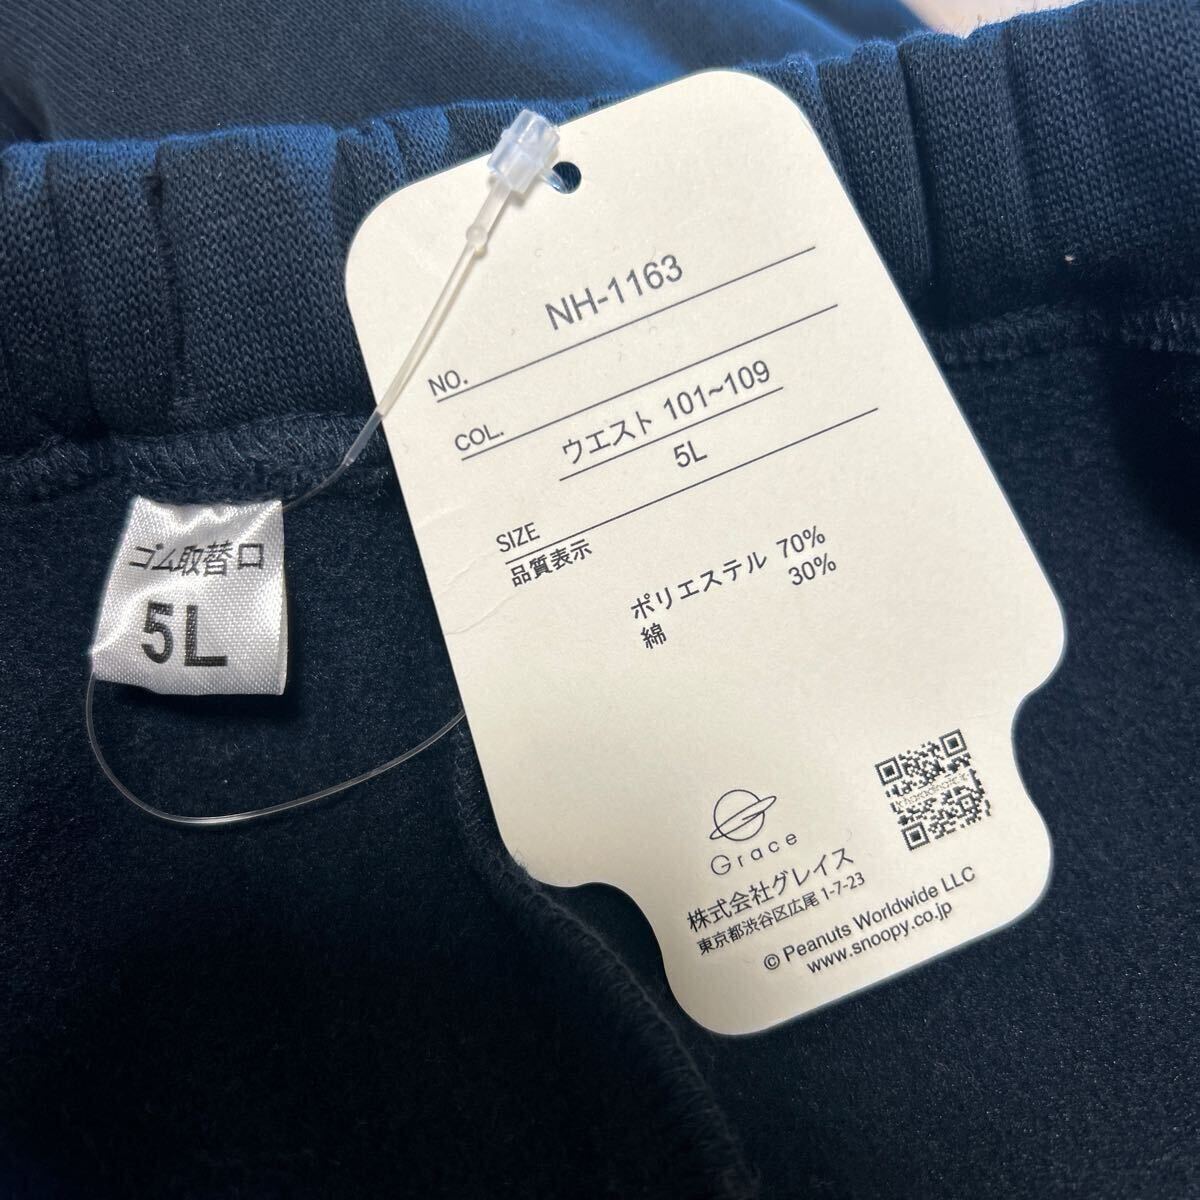 NO. NH-1163
COL.
ウエスト 101~109
SIZE 5L
品質表示
ポリエステル 70%
綿 30%
Grace
株式会社グレイス
東京都渋谷区広尾 1-7-23
© Peanuts Worldwide LLC
www.snoopy.co.jp
ゴム取替口
5L